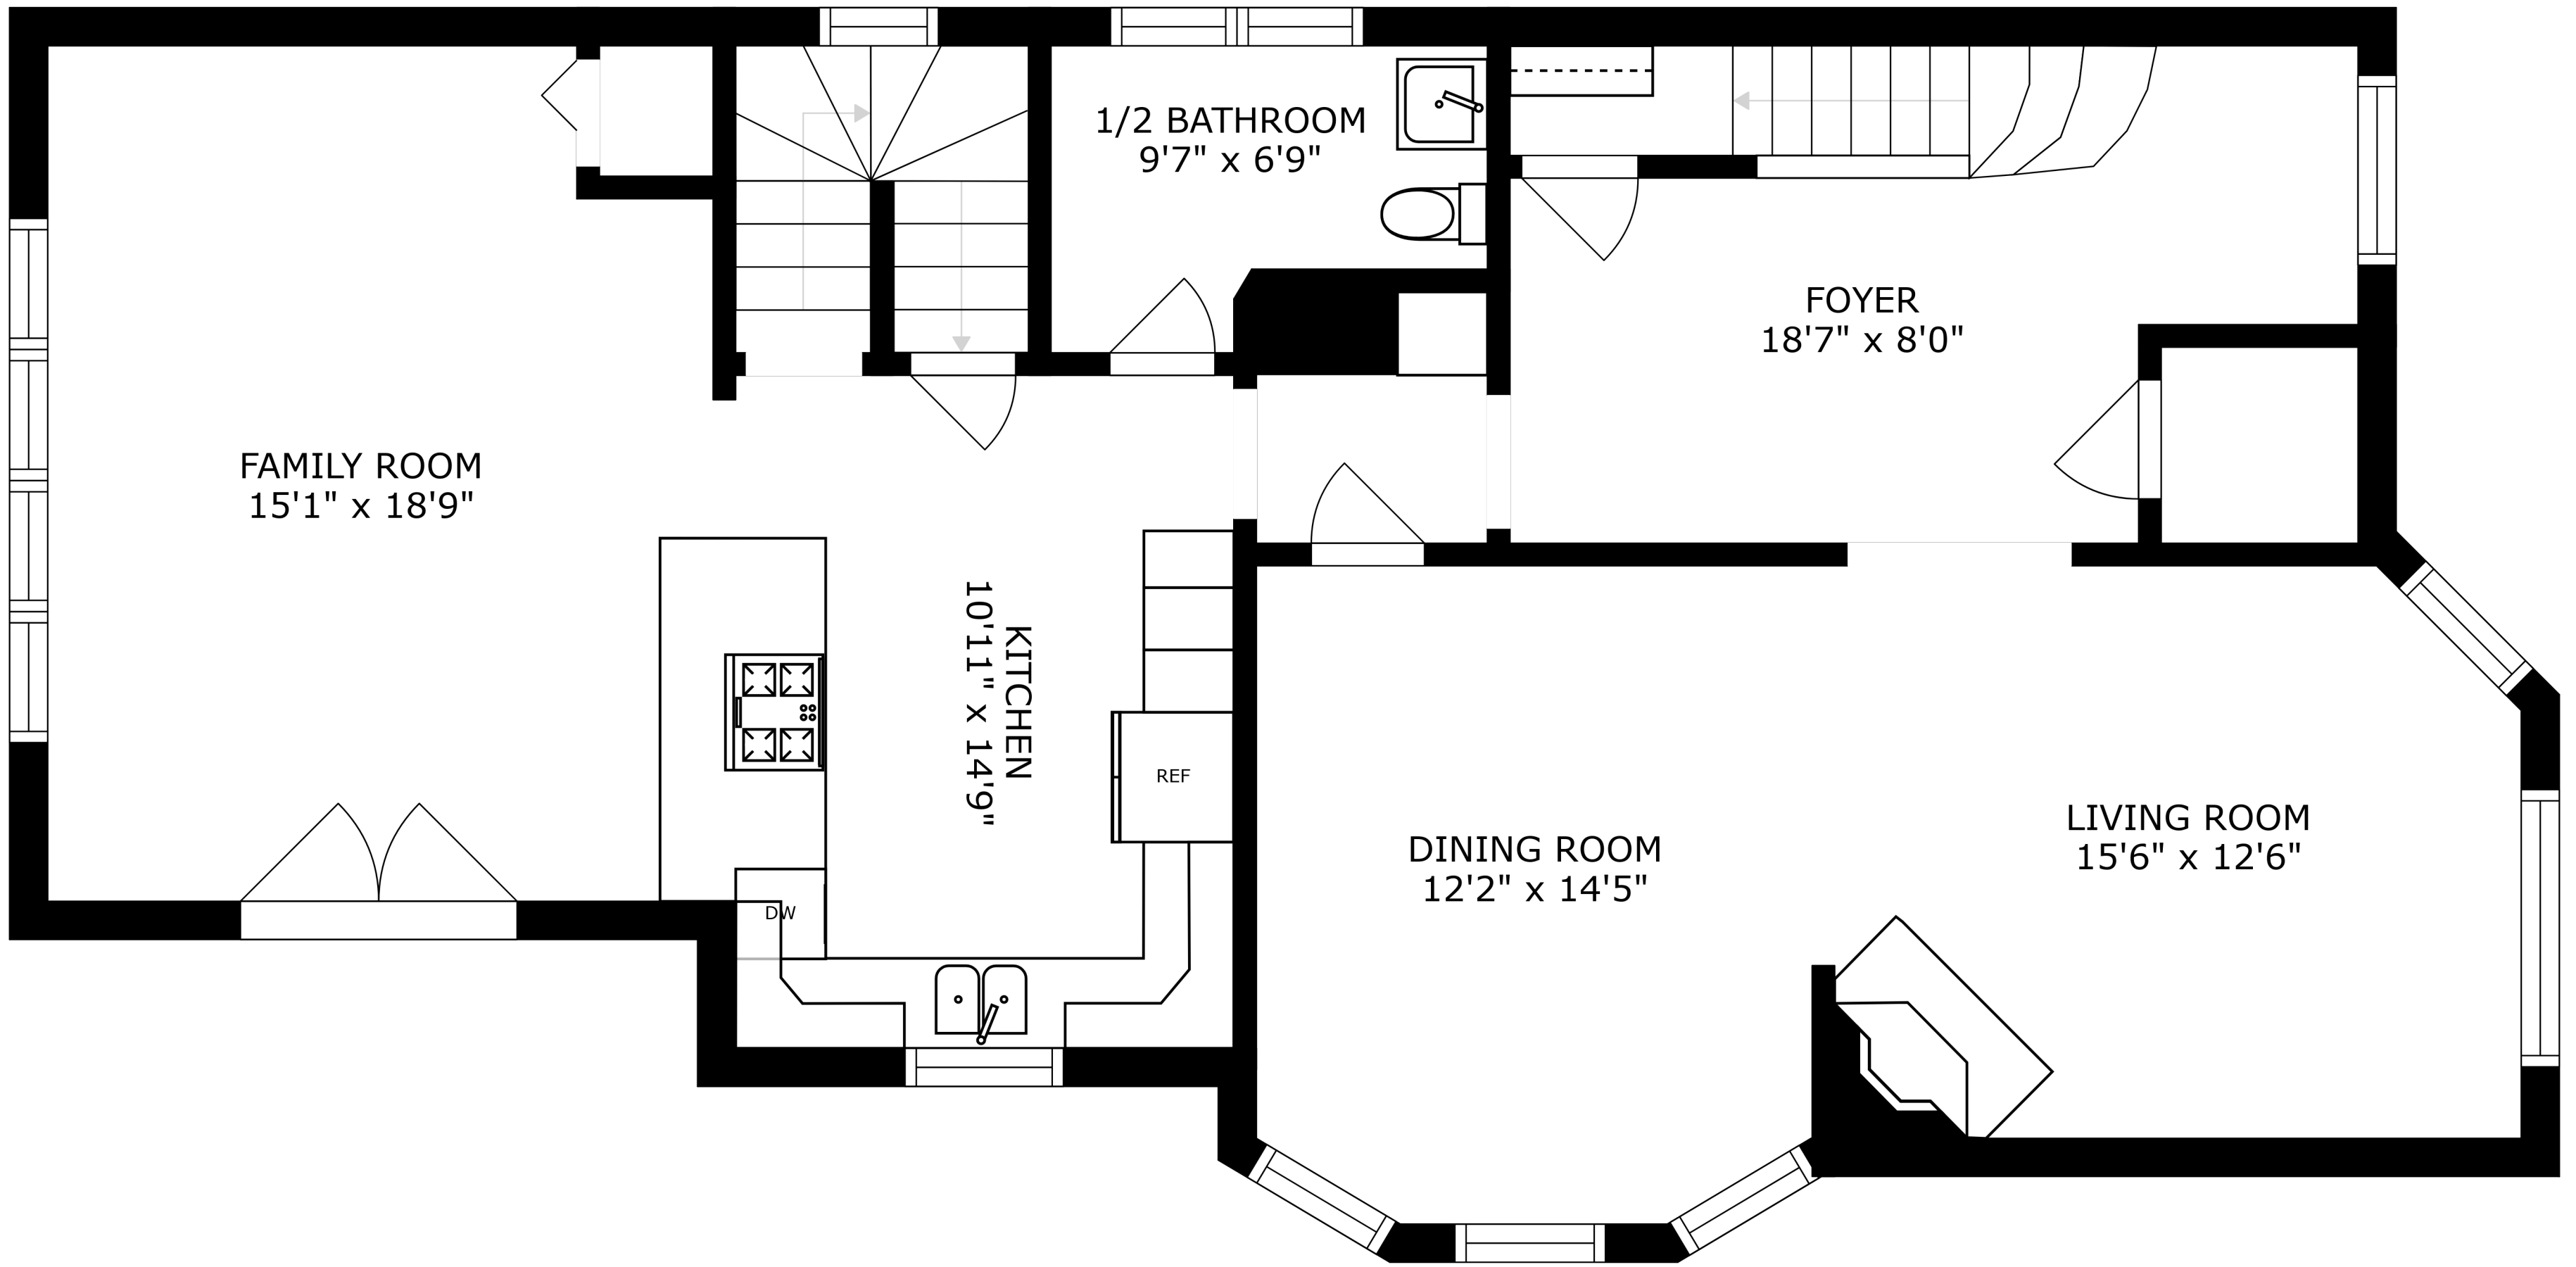 1/2 BATHROOM
9'7" x 6'9"
FOYER
18'7" x 8'0"
FAMILY ROOM
15'1" x 18'9"
KITCHEN
10'11" x 14'9"
REF
DW
DINING ROOM
12'2" x 14'5"
LIVING ROOM
15'6" x 12'6"